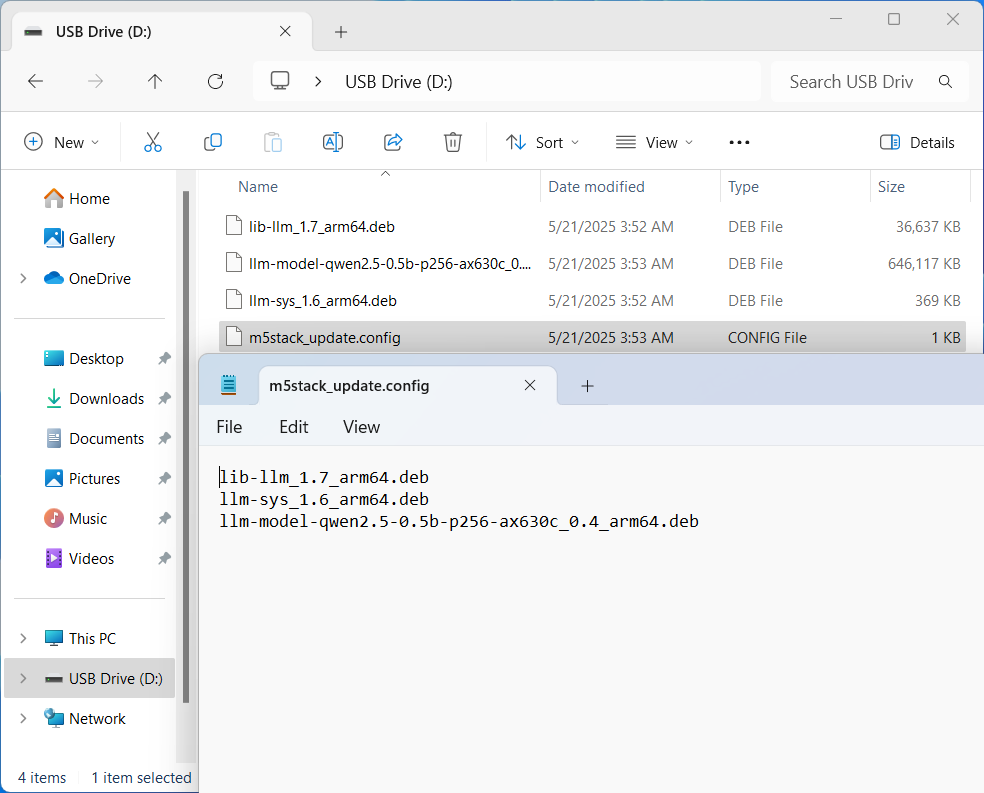 USB Drive (D:)
USB Drive (D:)
Search USB Driv
New
Sort
View
Details
Home
Gallery
OneDrive
Desktop
Downloads
Documents
Pictures
Music
Videos
This PC
USB Drive (D:)
Network
4 items 1 item selected
Name Date modified Type Size
lib-llm_1.7_arm64.deb 5/21/2025 3:52 AM DEB File 36,637 KB
llm-model-qwen2.5-0.5b-p256-ax630c_0.... 5/21/2025 3:53 AM DEB File 646,117 KB
llm-sys_1.6_arm64.deb 5/21/2025 3:52 AM DEB File 369 KB
m5stack_update.config 5/21/2025 3:53 AM CONFIG File 1 KB
m5stack_update.config
File Edit View
lib-llm_1.7_arm64.deb
llm-sys_1.6_arm64.deb
llm-model-qwen2.5-0.5b-p256-ax630c_0.4_arm64.deb